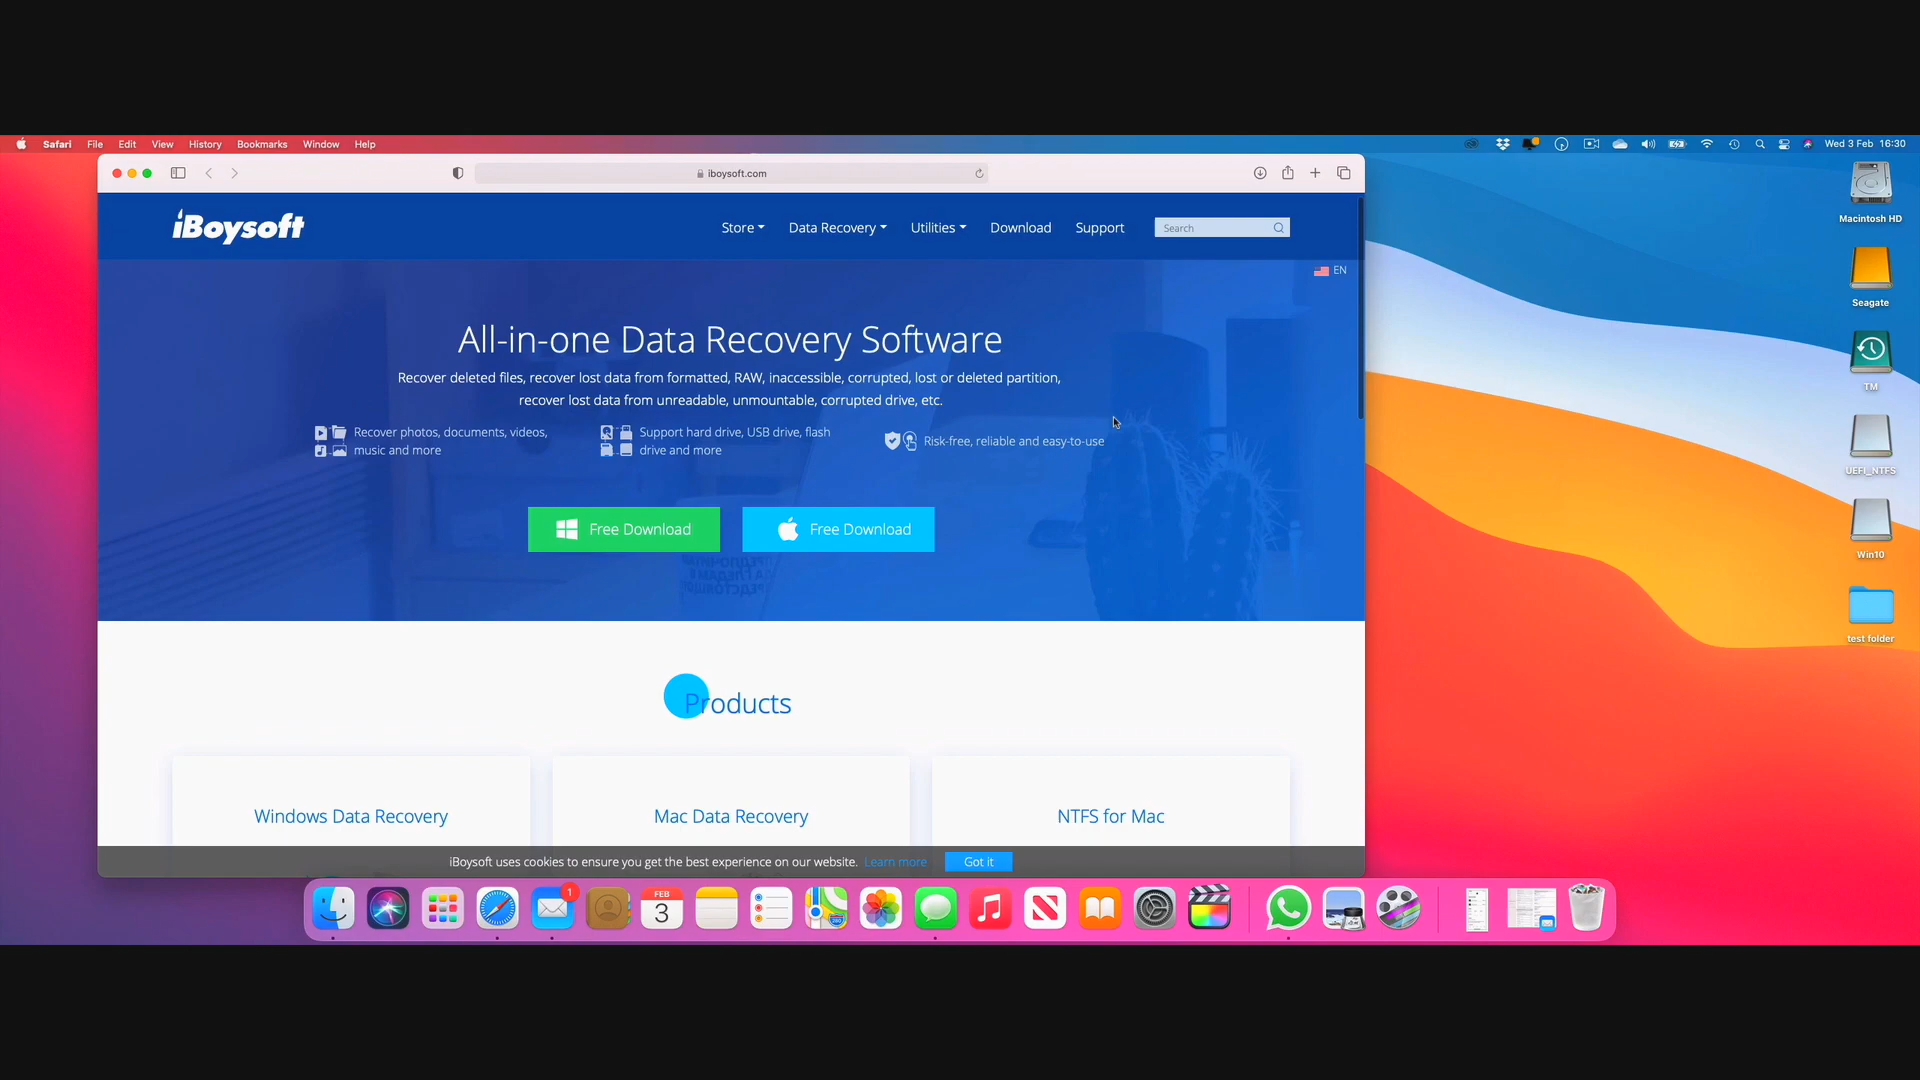 Safari File Edit View History Bookmarks Window Help
Wed 3 Feb 16:30
iboysoft.com
iBoysoft
Store Data Recovery Utilities Download Support
Search
EN
All-in-one Data Recovery Software
Recover deleted files, recover lost data from formatted, RAW, inaccessible, corrupted, lost or deleted partition,
recover lost data from unreadable, unmountable, corrupted drive, etc.
Recover photos, documents, videos,
music and more
Support hard drive, USB drive, flash
drive and more
Risk-free, reliable and easy-to-use
Free Download
Free Download
Products
Windows Data Recovery
Mac Data Recovery
NTFS for Mac
iBoysoft uses cookies to ensure you get the best experience on our website. Learn more
Got it
Macintosh HD
Seagate
TM
UEFI_NTFS
Win10
test folder
1
FEB
3